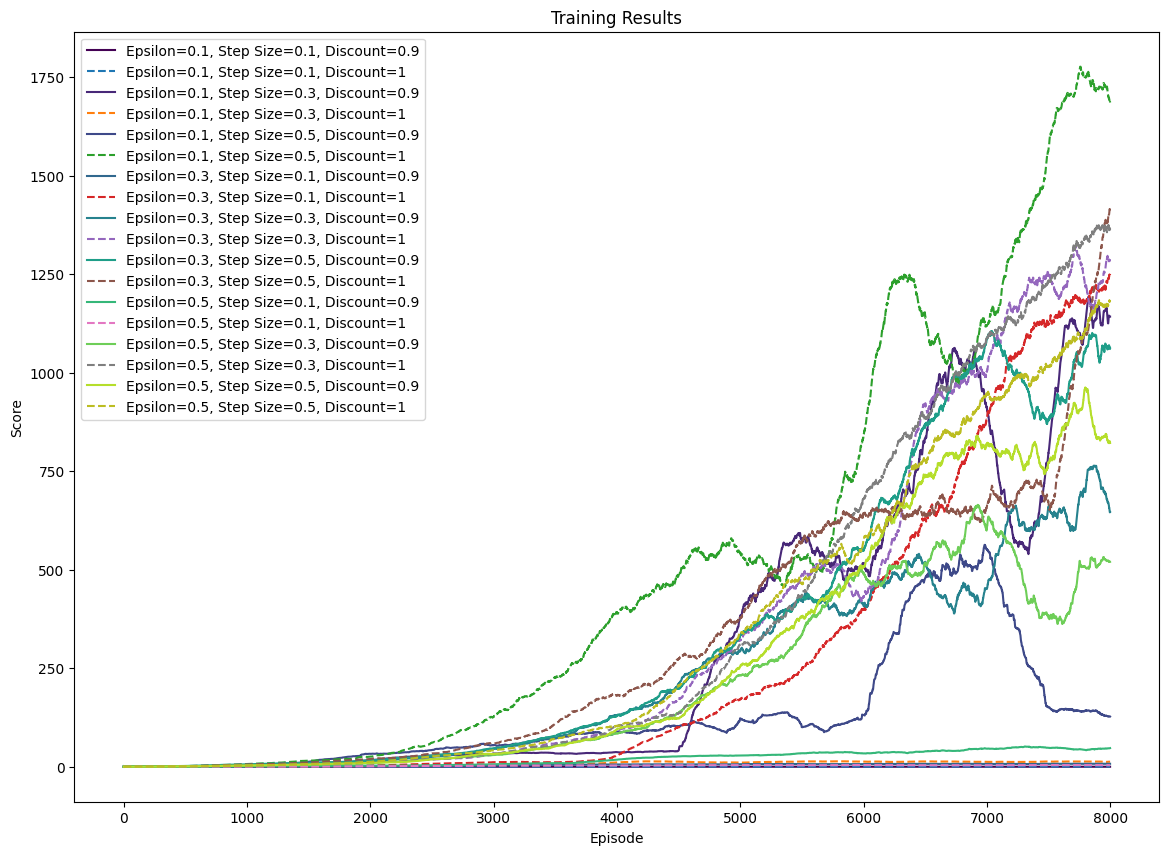 Training Results
Epsilon=0.1, Step Size=0.1, Discount=0.9
Epsilon=0.1, Step Size=0.1, Discount=1
Epsilon=0.1, Step Size=0.3, Discount=0.9
Epsilon=0.1, Step Size=0.3, Discount=1
Epsilon=0.1, Step Size=0.5, Discount=0.9
Epsilon=0.1, Step Size=0.5, Discount=1
Epsilon=0.3, Step Size=0.1, Discount=0.9
Epsilon=0.3, Step Size=0.1, Discount=1
Epsilon=0.3, Step Size=0.3, Discount=0.9
Epsilon=0.3, Step Size=0.3, Discount=1
Epsilon=0.3, Step Size=0.5, Discount=0.9
Epsilon=0.3, Step Size=0.5, Discount=1
Epsilon=0.5, Step Size=0.1, Discount=0.9
Epsilon=0.5, Step Size=0.1, Discount=1
Epsilon=0.5, Step Size=0.3, Discount=0.9
Epsilon=0.5, Step Size=0.3, Discount=1
Epsilon=0.5, Step Size=0.5, Discount=0.9
Epsilon=0.5, Step Size=0.5, Discount=1
Score
1750
1500
1250
1000
750
500
250
0
0 1000 2000 3000 4000 5000 6000 7000 8000
Episode